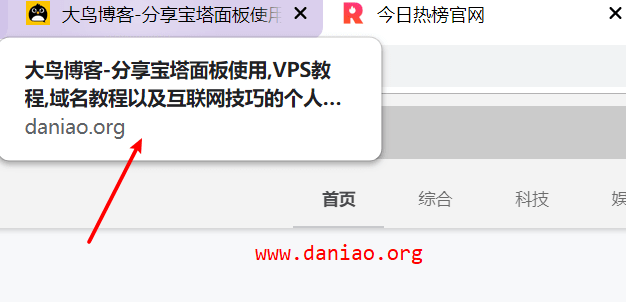 大鸟博客-分享宝塔面板使用
今日热榜官网
大鸟博客-分享宝塔面板使用,VPS教
程,域名教程以及互联网技巧的个人...
daniao.org
首页 综合 科技 娱
www.daniao.org